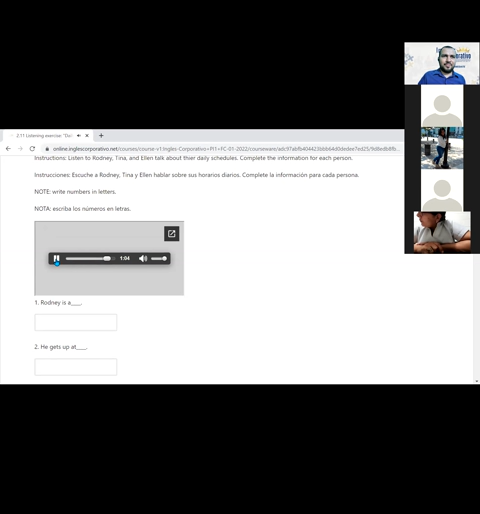 2.11 Listening exercise. "Dai
online.inglescorporativo.net/courses/course-v1:Ingles-Corporativo+PI1+FC-01-2022/courseware/
Instructions: Listen to Rodney, Tina, and Ellen talk about thier daily schedules. Complete the information for each person.
Instrucciones: Escuche a Rodney, Tina y Ellen hablar sobre sus horarios diarios. Complete la información para cada persona.
NOTE: write numbers in letters.
NOTA: escriba los números en letras.
1:04
1. Rodney is a___.
2. He gets up at___.